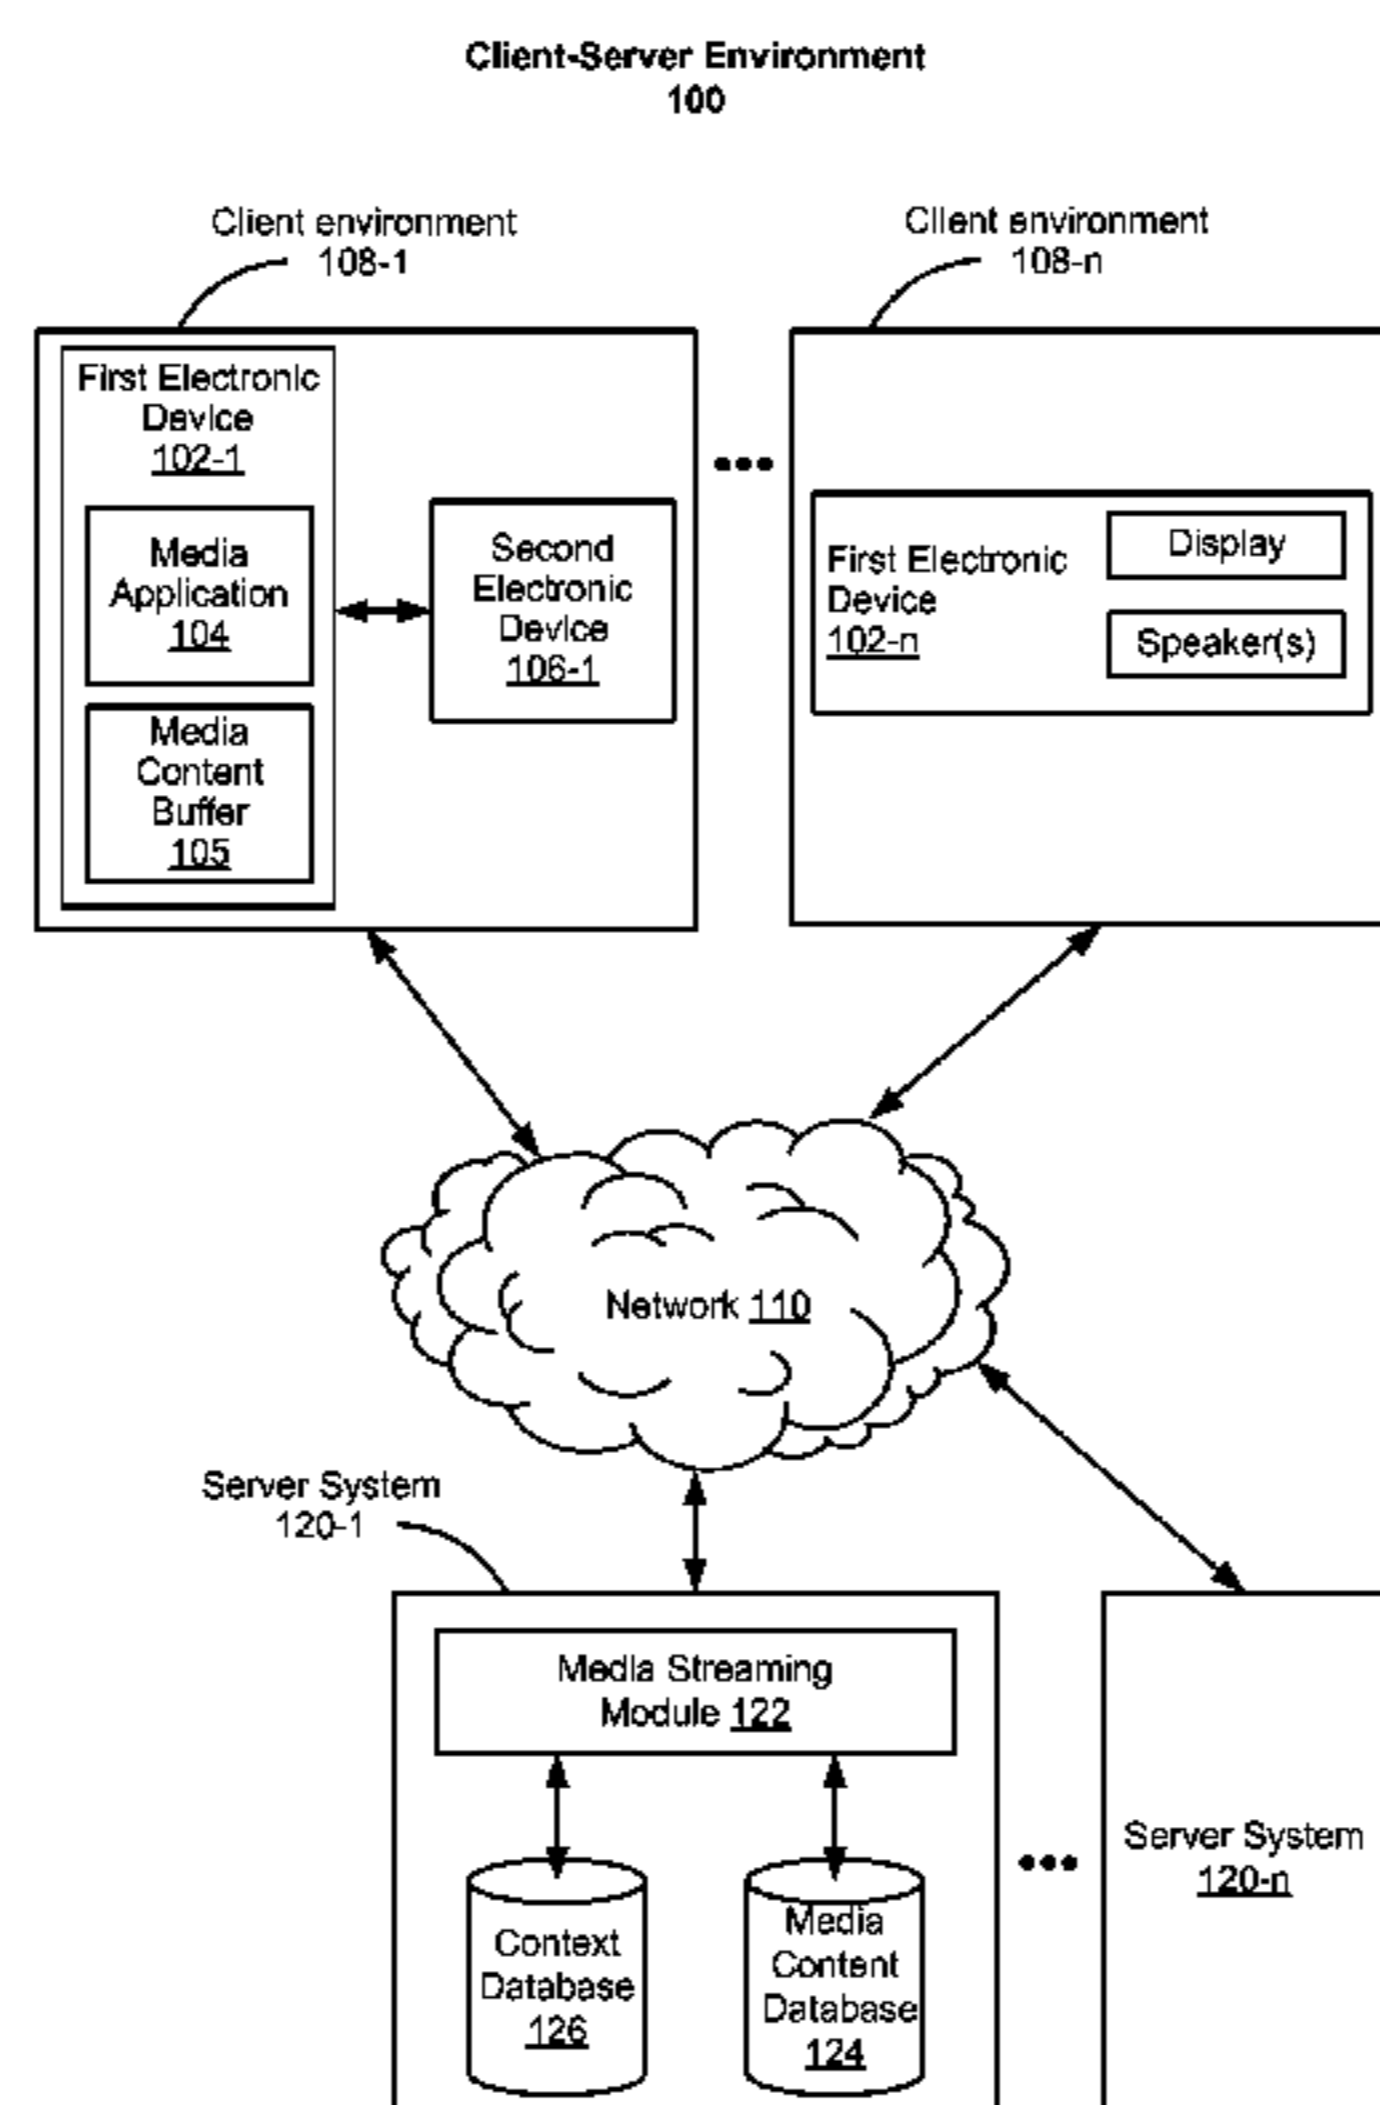 Client-Server Environment
100
Client environment
108-1
Client environment
108-n
First Electronic
Device
102-1
Media
Application
104
Media
Content
Buffer
105
Second
Electronic
Device
106-1
•••
First Electronic
Device
102-n
Display
Speaker(s)
Network 110
Server System
120-1
Media Streaming
Module 122
Context
Database
126
Media
Content
Database
124
•••
Server System
120-n